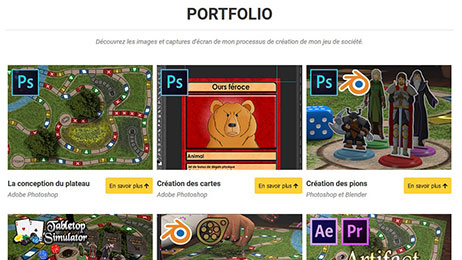 PORTFOLIO
Découvrez les images et captures d'écran de mon processus de création de mon jeu de société.
Ps
Ps
Ours féroce
Animal
Ps
La conception du plateau
Adobe Photoshop
En savoir plus
Création des cartes
Adobe Photoshop
En savoir plus
Création des pions
Photoshop et Blender
En savoir plus
Tabletop
Simulator
Ae
Pr
Artifact